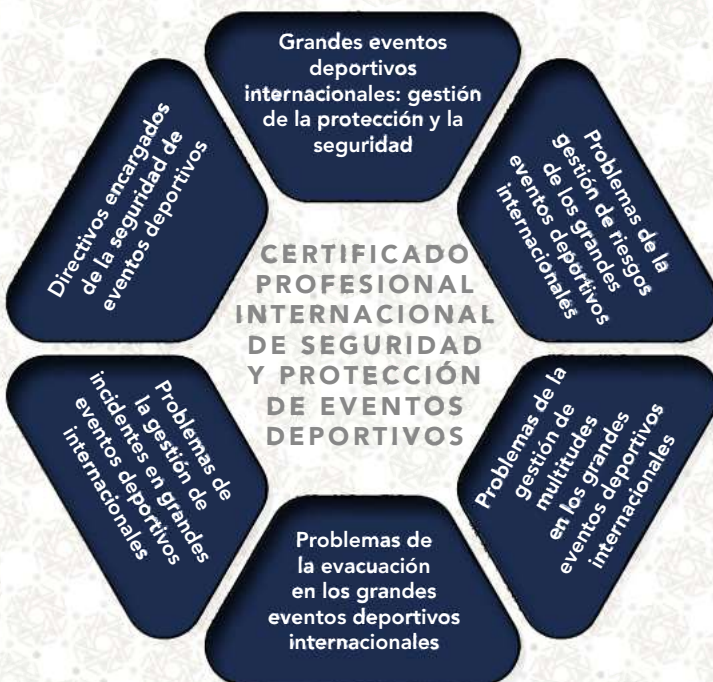 Grandes eventos
deportivos
internacionales: gestión
de la protección y la
seguridad
Problemas de la
gestión de riesgos
de los grandes
eventos deportivos
internacionales
Problemas de la
gestión de
multitudes
en los grandes
eventos deportivos
internacionales
Problemas de
la evacuación
en los grandes
eventos deportivos
internacionales
Problemas de
la gestión de
incidentes en grandes
eventos deportivos
internacionales
Directivos encargados
de la seguridad de
eventos deportivos
CERTIFICADO
PROFESIONAL
INTERNACIONAL
DE SEGURIDAD
Y PROTECCIÓN
DE EVENTOS
DEPORTIVOS